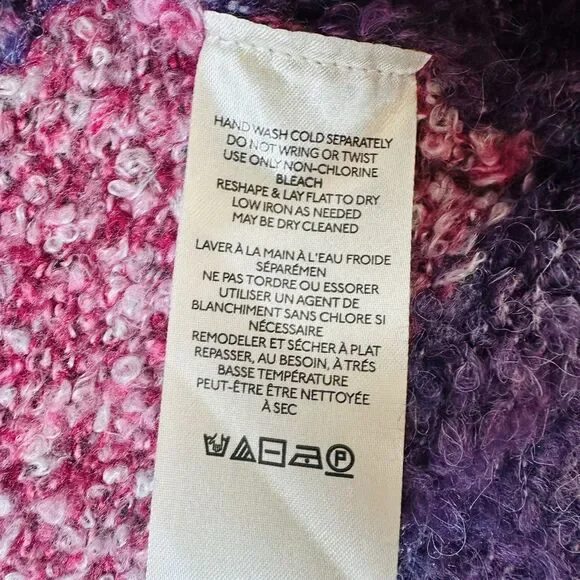 HAND WASH COLD SEPARATELY
DO NOT WRING OR TWIST
USE ONLY NON-CHLORINE
BLEACH
RESHAPE & LAY FLAT TO DRY
LOW IRON AS NEEDED
MAY BE DRY CLEANED
LAVER À LA MAIN À L'EAU FROIDE
SÉPARÉMEN
NE PAS TORDRE OU ESSORER
UTILISER UN AGENT DE
BLANCHIMENT SANS CHLORE SI
NÉCESSAIRE
REMODELER ET SÉCHER À PLAT
REPASSER, AU BESOIN, À TRÉS
BASSE TEMPÉRATURE
PEUT-ÊTRE ÊTRE NETTOYÉE
À SEC
P